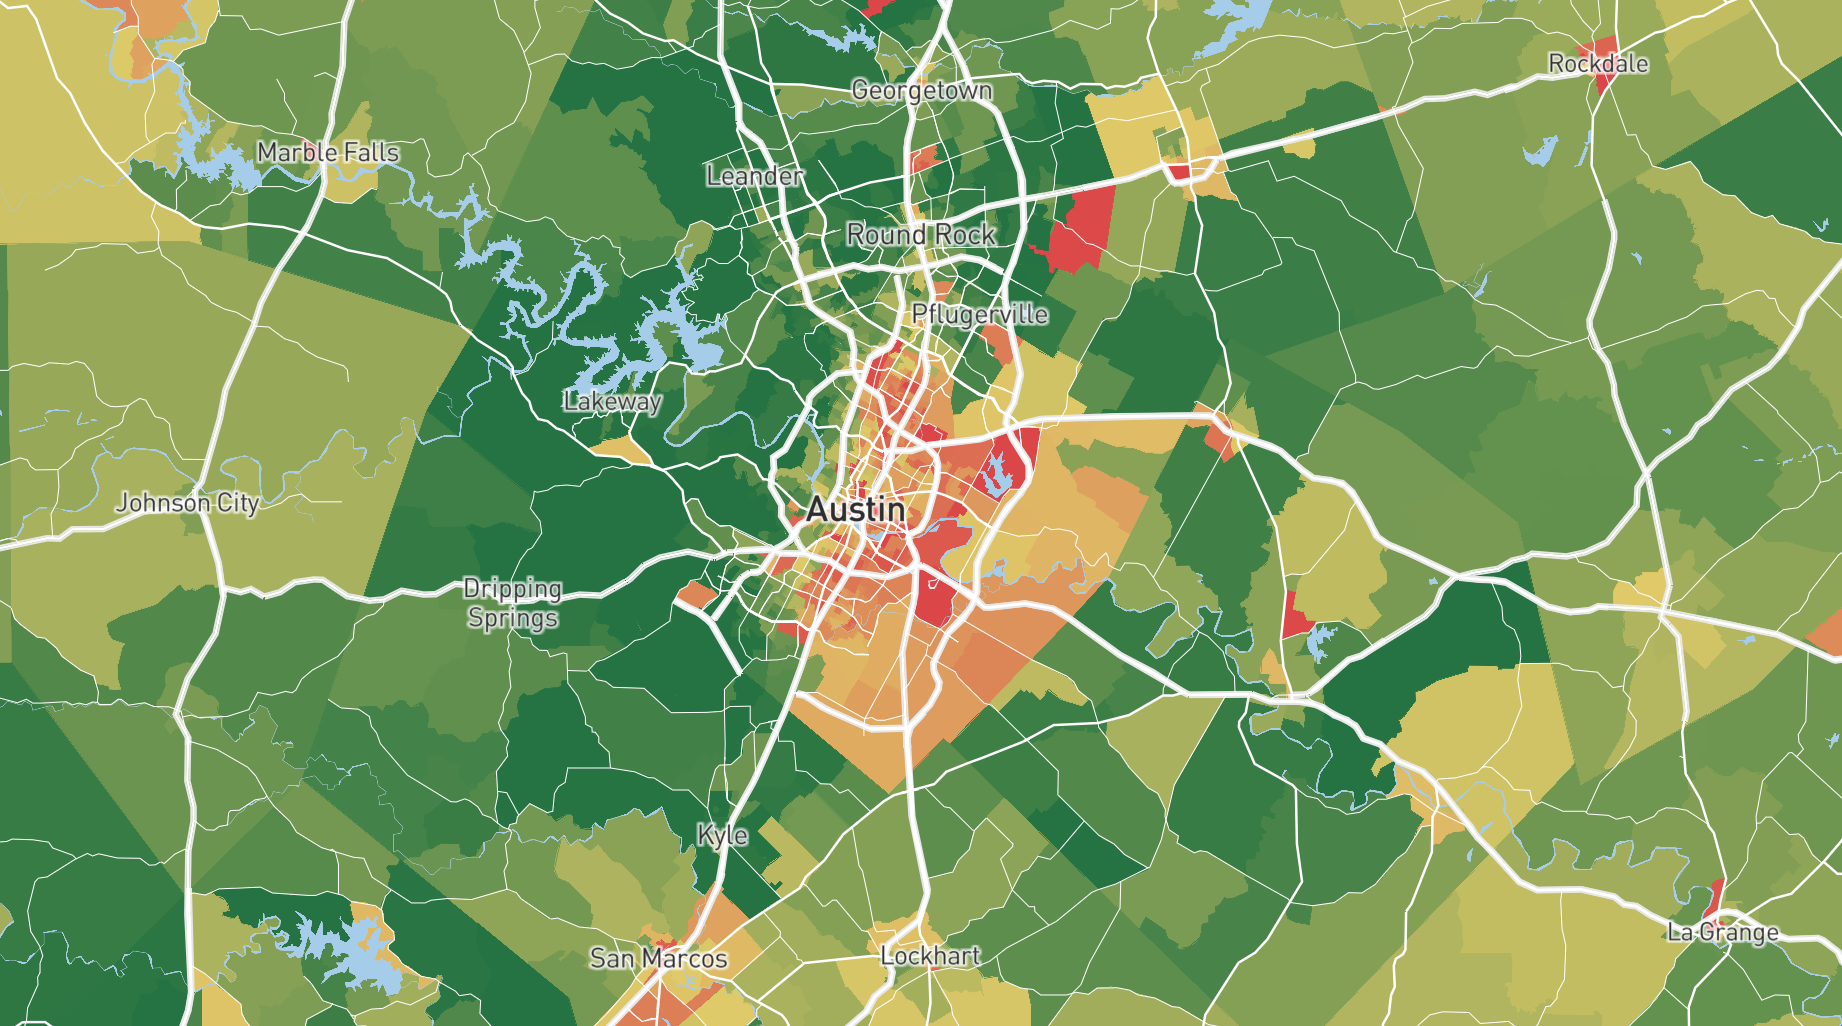 Rockdale
Georgetown
Marble Falls
Leander
Round Rock
Pflugerville
Lakeway
Johnson City
Austin
Dripping
Springs
Kyle
San Marcos
Lockhart
La Grange